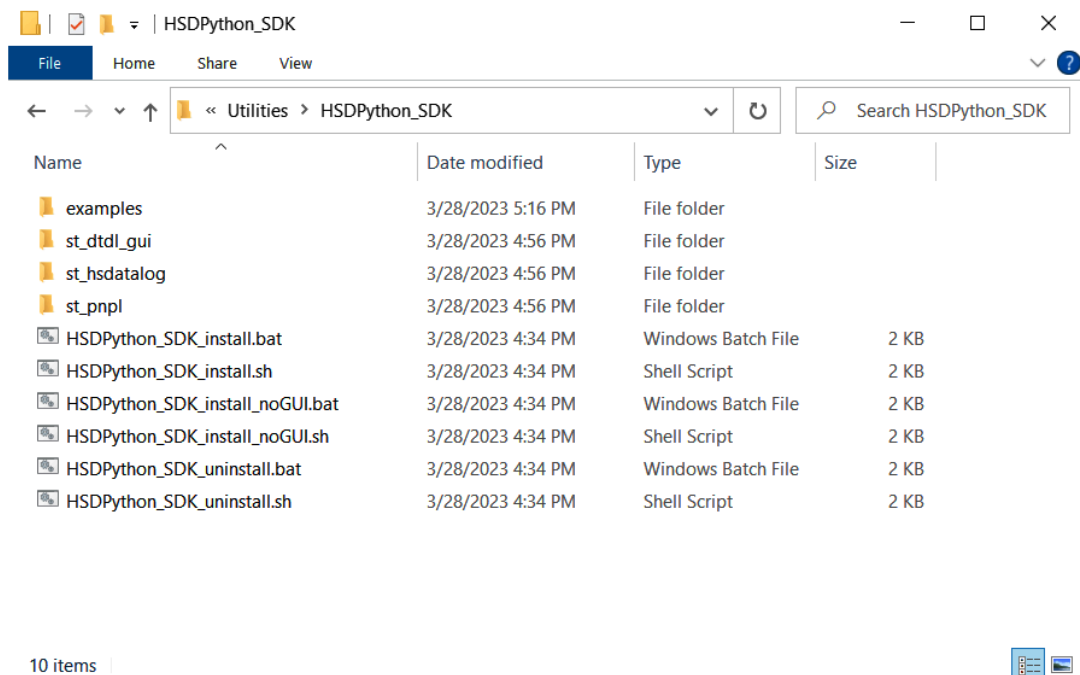 HSDPython_SDK
File Home Share View ?
« Utilities > HSDPython_SDK Search HSDPython_SDK
Name Date modified Type Size
examples 3/28/2023 5:16 PM File folder
st_dtdl_gui 3/28/2023 4:56 PM File folder
st_hsdatalog 3/28/2023 4:56 PM File folder
st_pnpl 3/28/2023 4:56 PM File folder
HSDPython_SDK_install.bat 3/28/2023 4:34 PM Windows Batch File 2 KB
HSDPython_SDK_install.sh 3/28/2023 4:34 PM Shell Script 2 KB
HSDPython_SDK_install_noGUI.bat 3/28/2023 4:34 PM Windows Batch File 2 KB
HSDPython_SDK_install_noGUI.sh 3/28/2023 4:34 PM Shell Script 2 KB
HSDPython_SDK_uninstall.bat 3/28/2023 4:34 PM Windows Batch File 2 KB
HSDPython_SDK_uninstall.sh 3/28/2023 4:34 PM Shell Script 2 KB
10 items